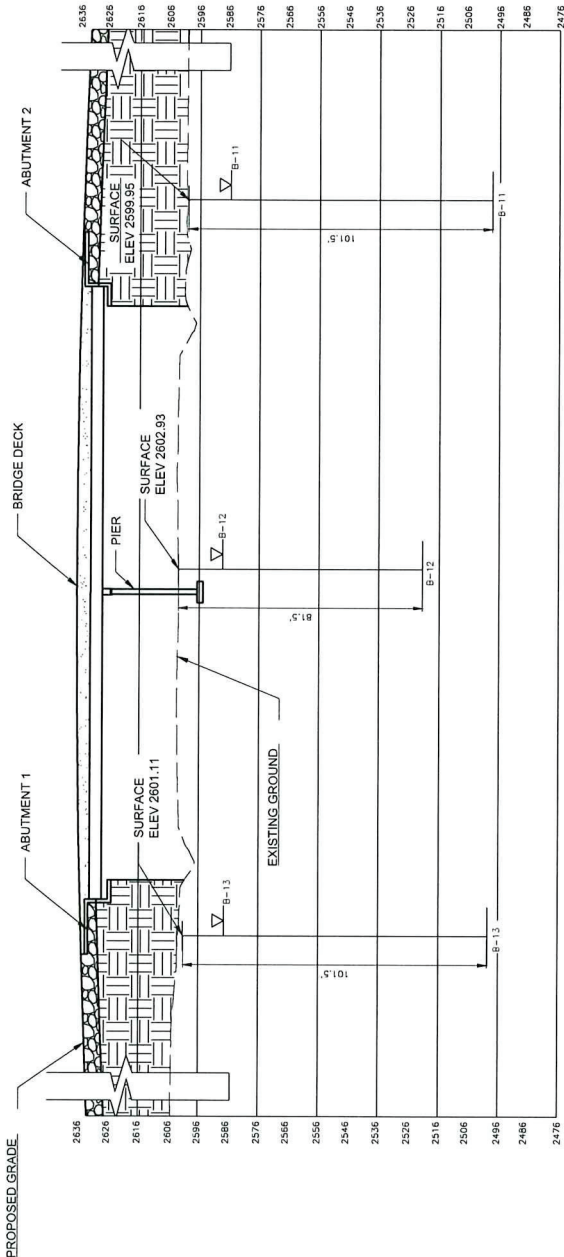 PROPOSED GRADE
ABUTMENT 1
BRIDGE DECK
ABUTMENT 2
PIER
SURFACE
ELEV 2601.11
SURFACE
ELEV 2602.93
SURFACE
ELEV 2599.95
EXISTING GROUND
B-13
B-12
B-11
101.5'
81.5'
101.5'
B-13
B-12
B-11
2636
2626
2616
2606
2596
2586
2576
2566
2556
2546
2536
2526
2516
2506
2496
2486
2476
2636
2626
2616
2606
2596
2586
2576
2566
2556
2546
2536
2526
2516
2506
2496
2486
2476